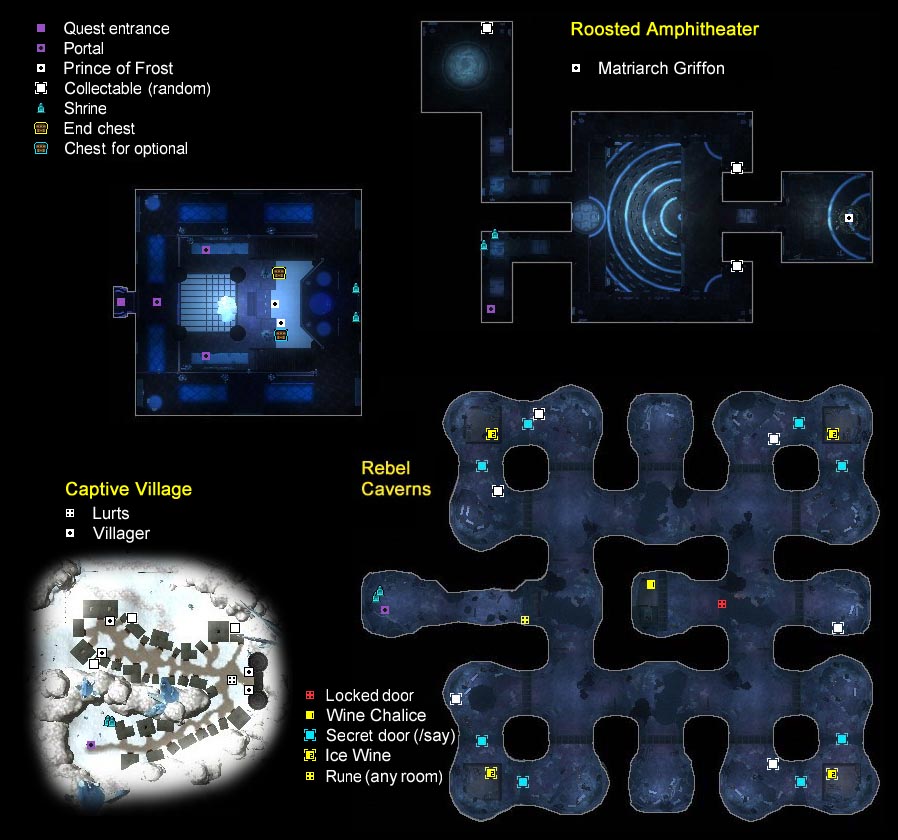 Quest entrance
Portal
Prince of Frost
Collectable (random)
Shrine
End chest
Chest for optional
Roosted Amphitheater
Matriarch Griffon
Captive Village
Lurts
Villager
Rebel
Caverns
Locked door
Wine Chalice
Secret door (/say)
Ice Wine
Rune (any room)